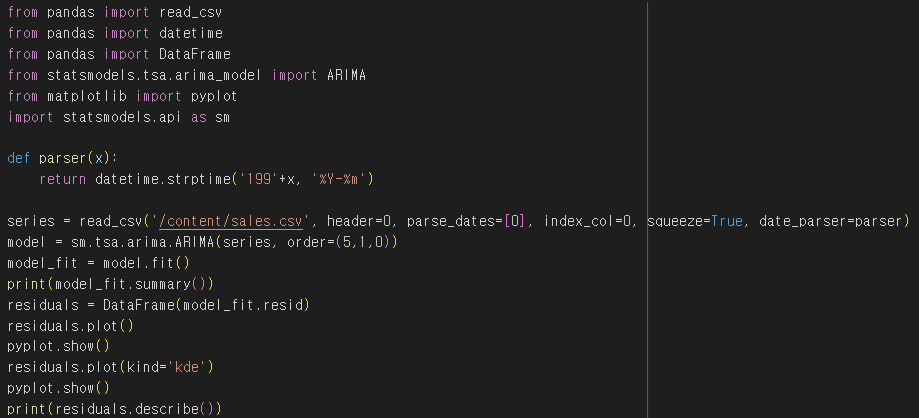 from pandas import read_csv
from pandas import datetime
from pandas import DataFrame
from statsmodels.tsa.arima_model import ARIMA
from matplotlib import pyplot
import statsmodels.api as sm
def parser(x):
return datetime.strptime('199'+x, '%Y-%m')
series = read_csv('/content/sales.csv', header=0, parse_dates=[0], index_col=0, squeeze=True, date_parser=parser)
model = sm.tsa.arima.ARIMA(series, order=(5,1,0))
model_fit = model.fit()
print(model_fit.summary())
residuals = DataFrame(model_fit.resid)
residuals.plot()
pyplot.show()
residuals.plot(kind='kde')
pyplot.show()
print(residuals.describe())